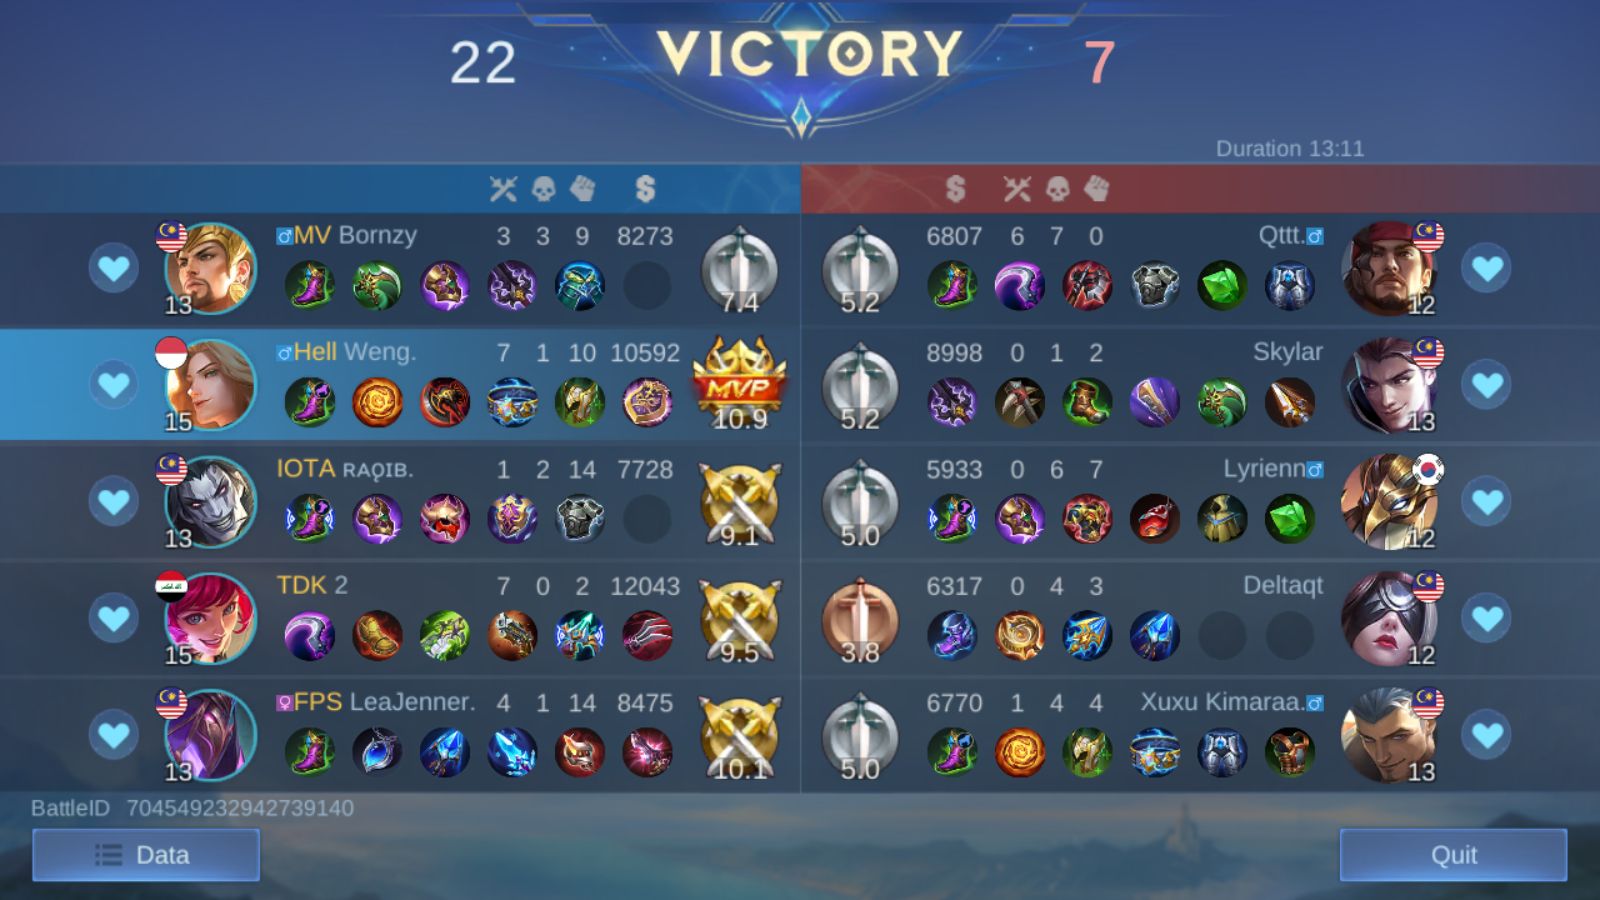 22 VICTORY 7
Duration 13:11
MV Bornzy 3 3 9 8273 7.4 13
5.2 6807 6 7 0 Qttt. 12
Hell Weng. 7 1 10 10592 MVP 10.9 15
5.2 8998 0 1 2 Skylar 13
IOTA ʀᴀǫɪʙ. 1 2 14 7728 9.1 13
5.0 5933 0 6 7 Lyrienn 12
TDK 2 7 0 2 12043 9.5 15
3.8 6317 0 4 3 Deltaqt 12
FPS LeaJenner. 4 1 14 8475 10.1 13
5.0 6770 1 4 4 Xuxu Kimaraa. 13
BattleID 704549232942739140
Data
Quit